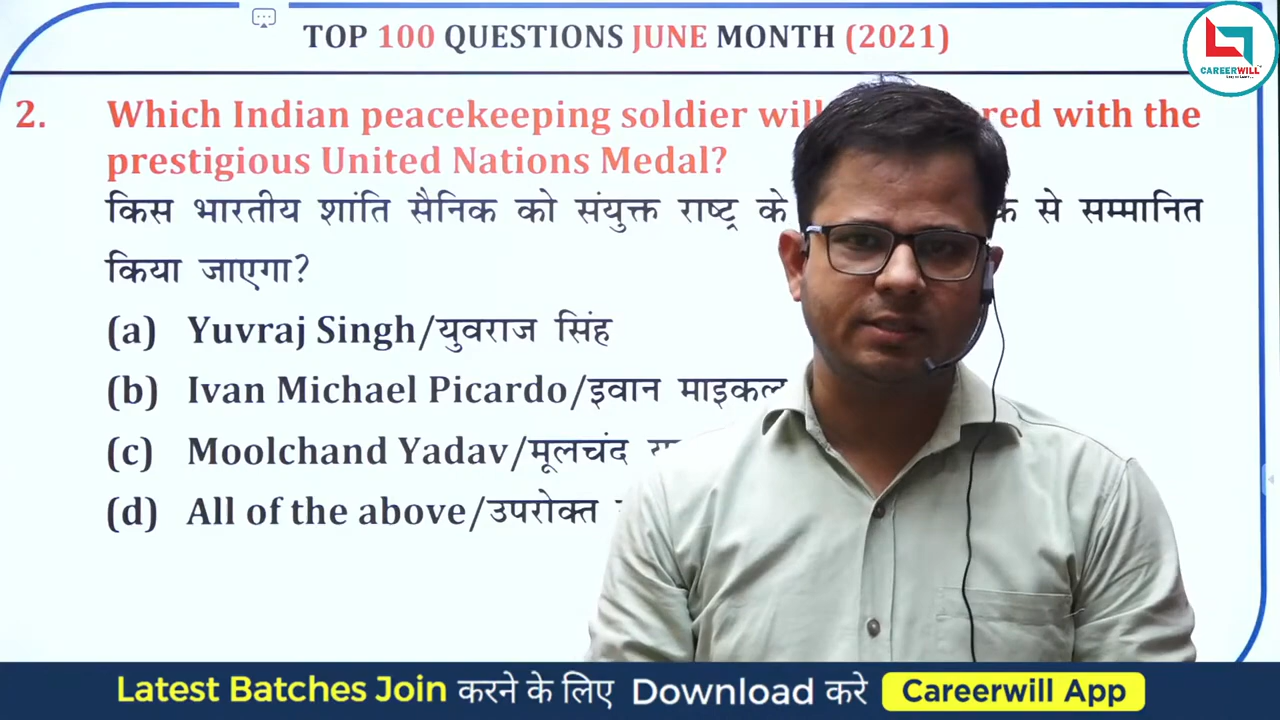 TOP 100 QUESTIONS JUNE MONTH (2021)
CAREERWILL
2. Which Indian peacekeeping soldier will with the
prestigious United Nations Medal?
किस भारतीय शांति सैनिक को संयुक्त राष्ट्र के से सम्मानित
किया जाएगा?
(a) Yuvraj Singh/युवराज सिंह
(b) Ivan Michael Picardo/इवान माइकल
(c) Moolchand Yadav/मूलचंद
(d) All of the above/उपरोक्त
Latest Batches Join करने के लिए Download करे Careerwill App